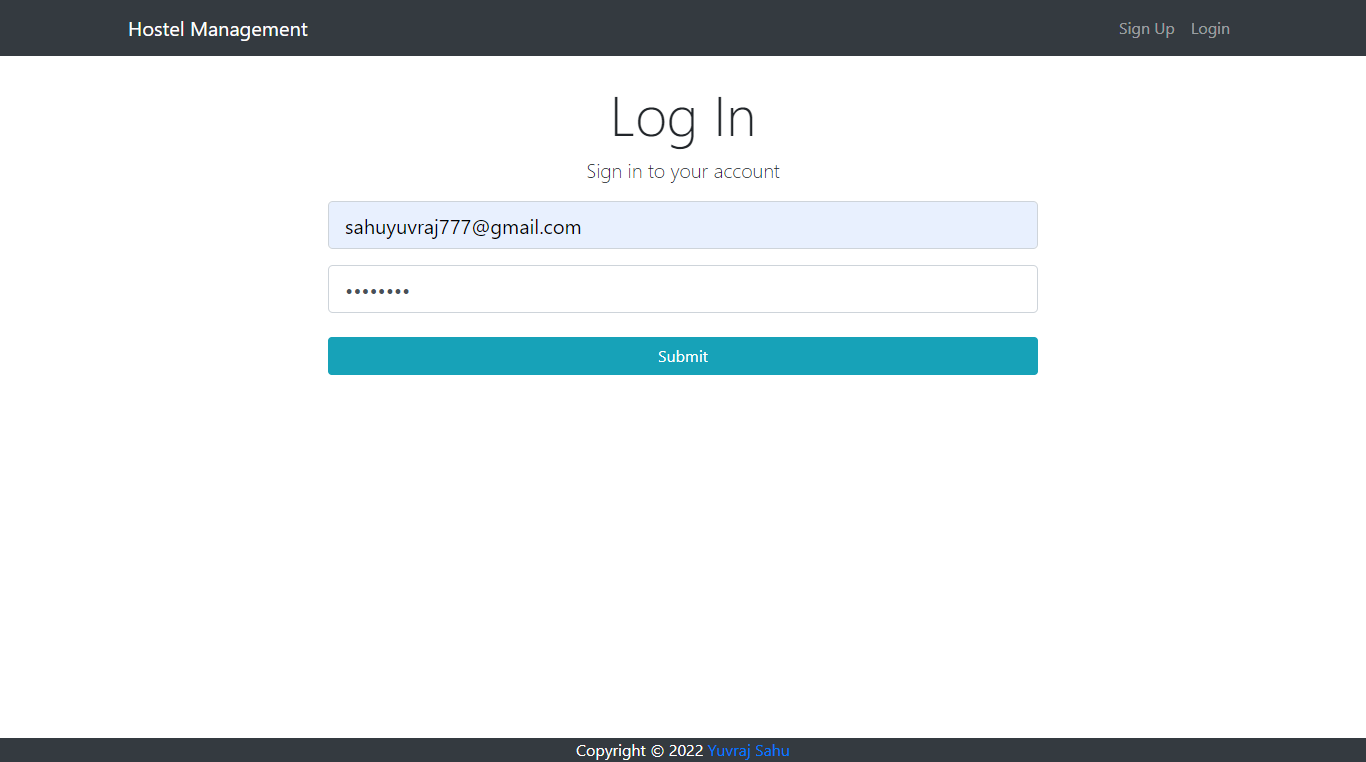 Hostel Management
Sign Up Login
Log In
Sign in to your account
sahuyuvraj777@gmail.com
••••••••
Submit
Copyright © 2022 Yuvraj Sahu